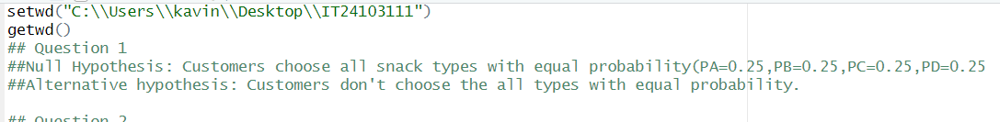 setwd("C:\\Users\\kavin\\Desktop\\IT24103111")
getwd()
## Question 1
##Null Hypothesis: Customers choose all snack types with equal probability(PA=0.25,PB=0.25,PC=0.25,PD=0.25
##Alternative hypothesis: Customers don't choose the all types with equal probability.
## Question 2